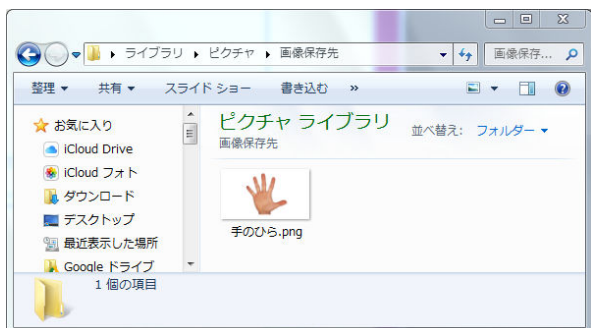 ライブラリ ▸ ピクチャ ▸ 画像保存先
画像保存...
整理 共有 スライド ショー 書き込む »
お気に入り
iCloud Drive
iCloud フォト
ダウンロード
デスクトップ
最近表示した場所
Google ドライブ
ピクチャ ライブラリ
画像保存先
並べ替え: フォルダー
手のひら.png
1 個の項目